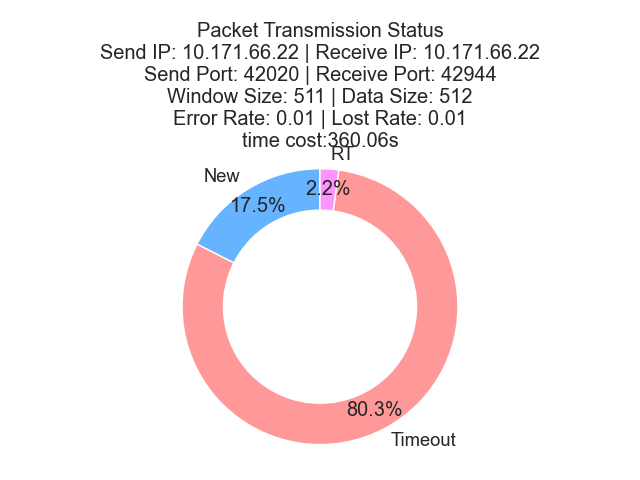 Packet Transmission Status
Send IP: 10.171.66.22 | Receive IP: 10.171.66.22
Send Port: 42020 | Receive Port: 42944
Window Size: 511 | Data Size: 512
Error Rate: 0.01 | Lost Rate: 0.01
time cost:360.06s
RT
New
2.2%
17.5%
80.3%
Timeout